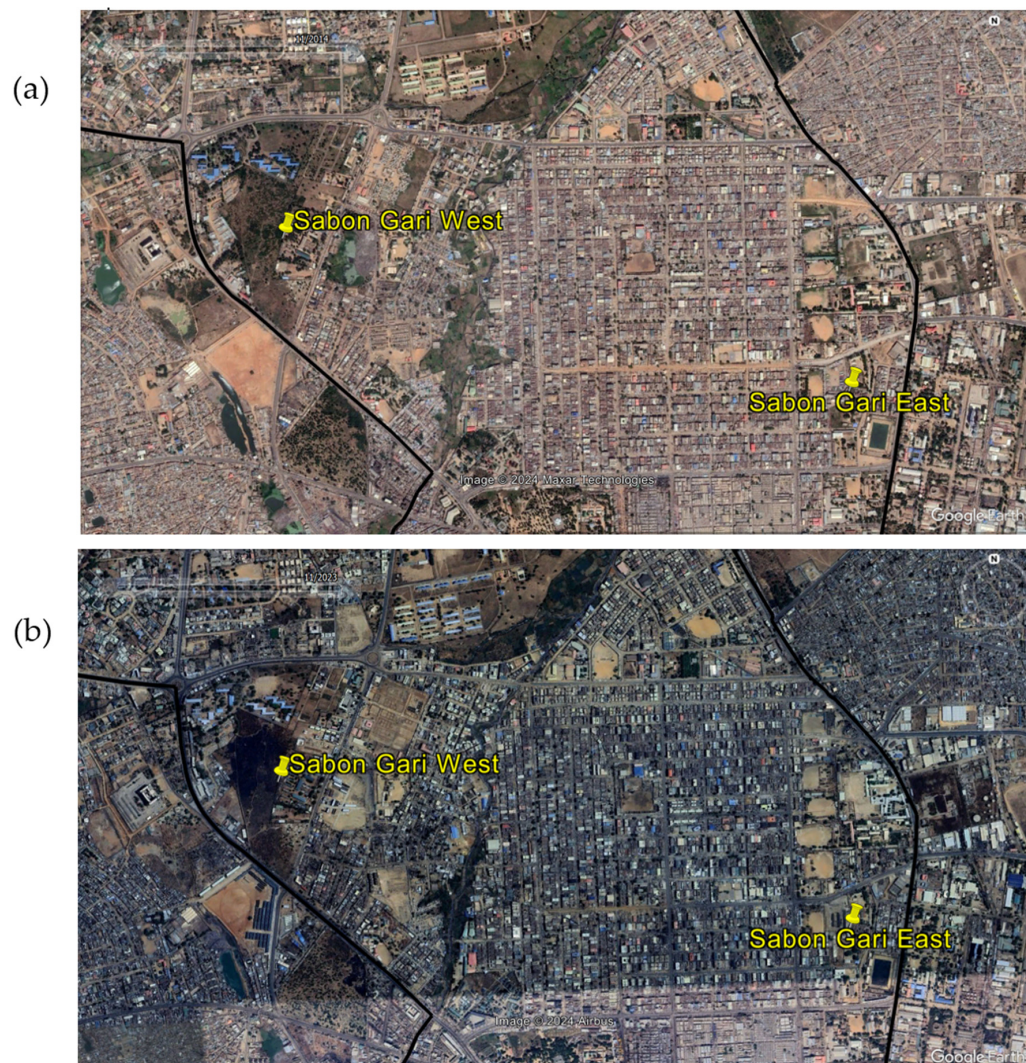 (a)
11/2014
N
Sabon Gari West
Sabon Gari East
Image © 2024 Maxar Technologies
Google Earth
(b)
11/2023
N
Sabon Gari West
Sabon Gari East
Image © 2024 Airbus
Google Earth